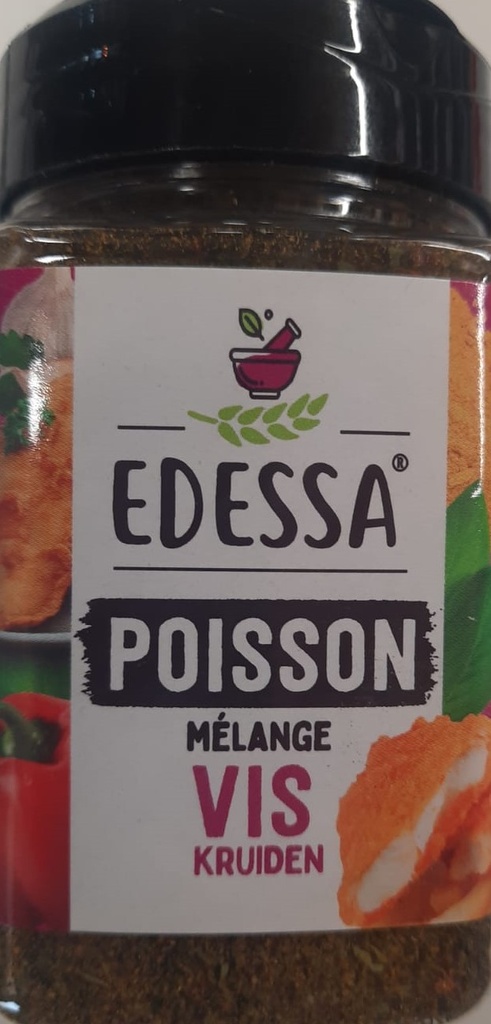 EDESSA®
POISSON
MÉLANGE
VIS
KRUIDEN